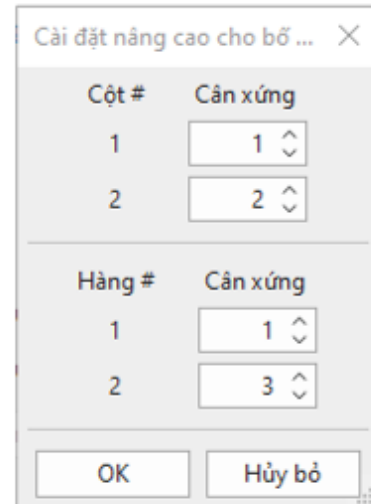 Cài đặt nâng cao cho bố ...
Cột # Cân xứng
1 1
2 2
Hàng # Cân xứng
1 1
2 3
OK Hủy bỏ